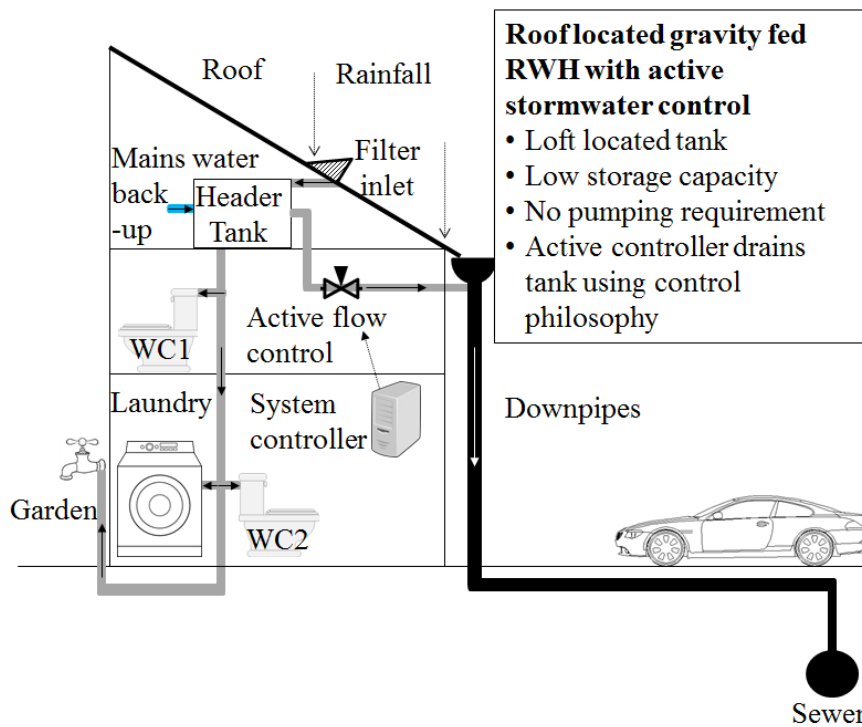 Roof located gravity fed
RWH with active
stormwater control
• Loft located tank
• Low storage capacity
• No pumping requirement
• Active controller drains
tank using control
philosophy
Roof
Rainfall
Mains water
back
-up
Header
Tank
Filter
inlet
WC1
Active flow
control
Laundry
System
controller
Downpipes
Garden
WC2
Sewer